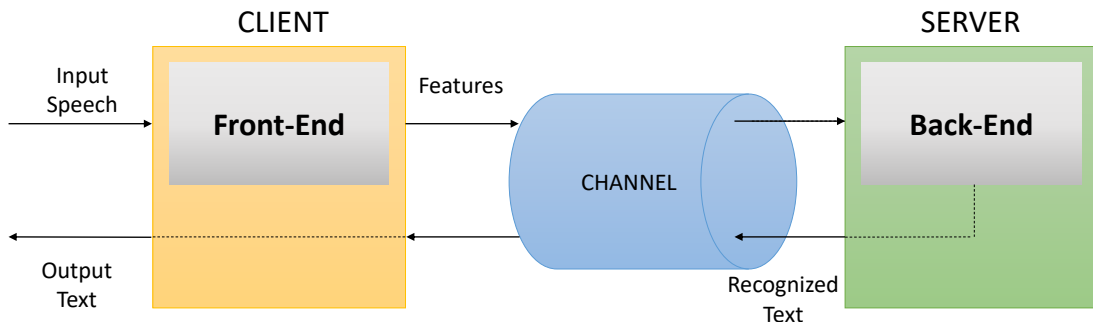 CLIENT
SERVER
Input
Speech
Front-End
Features
CHANNEL
Back-End
Output
Text
Recognized
Text